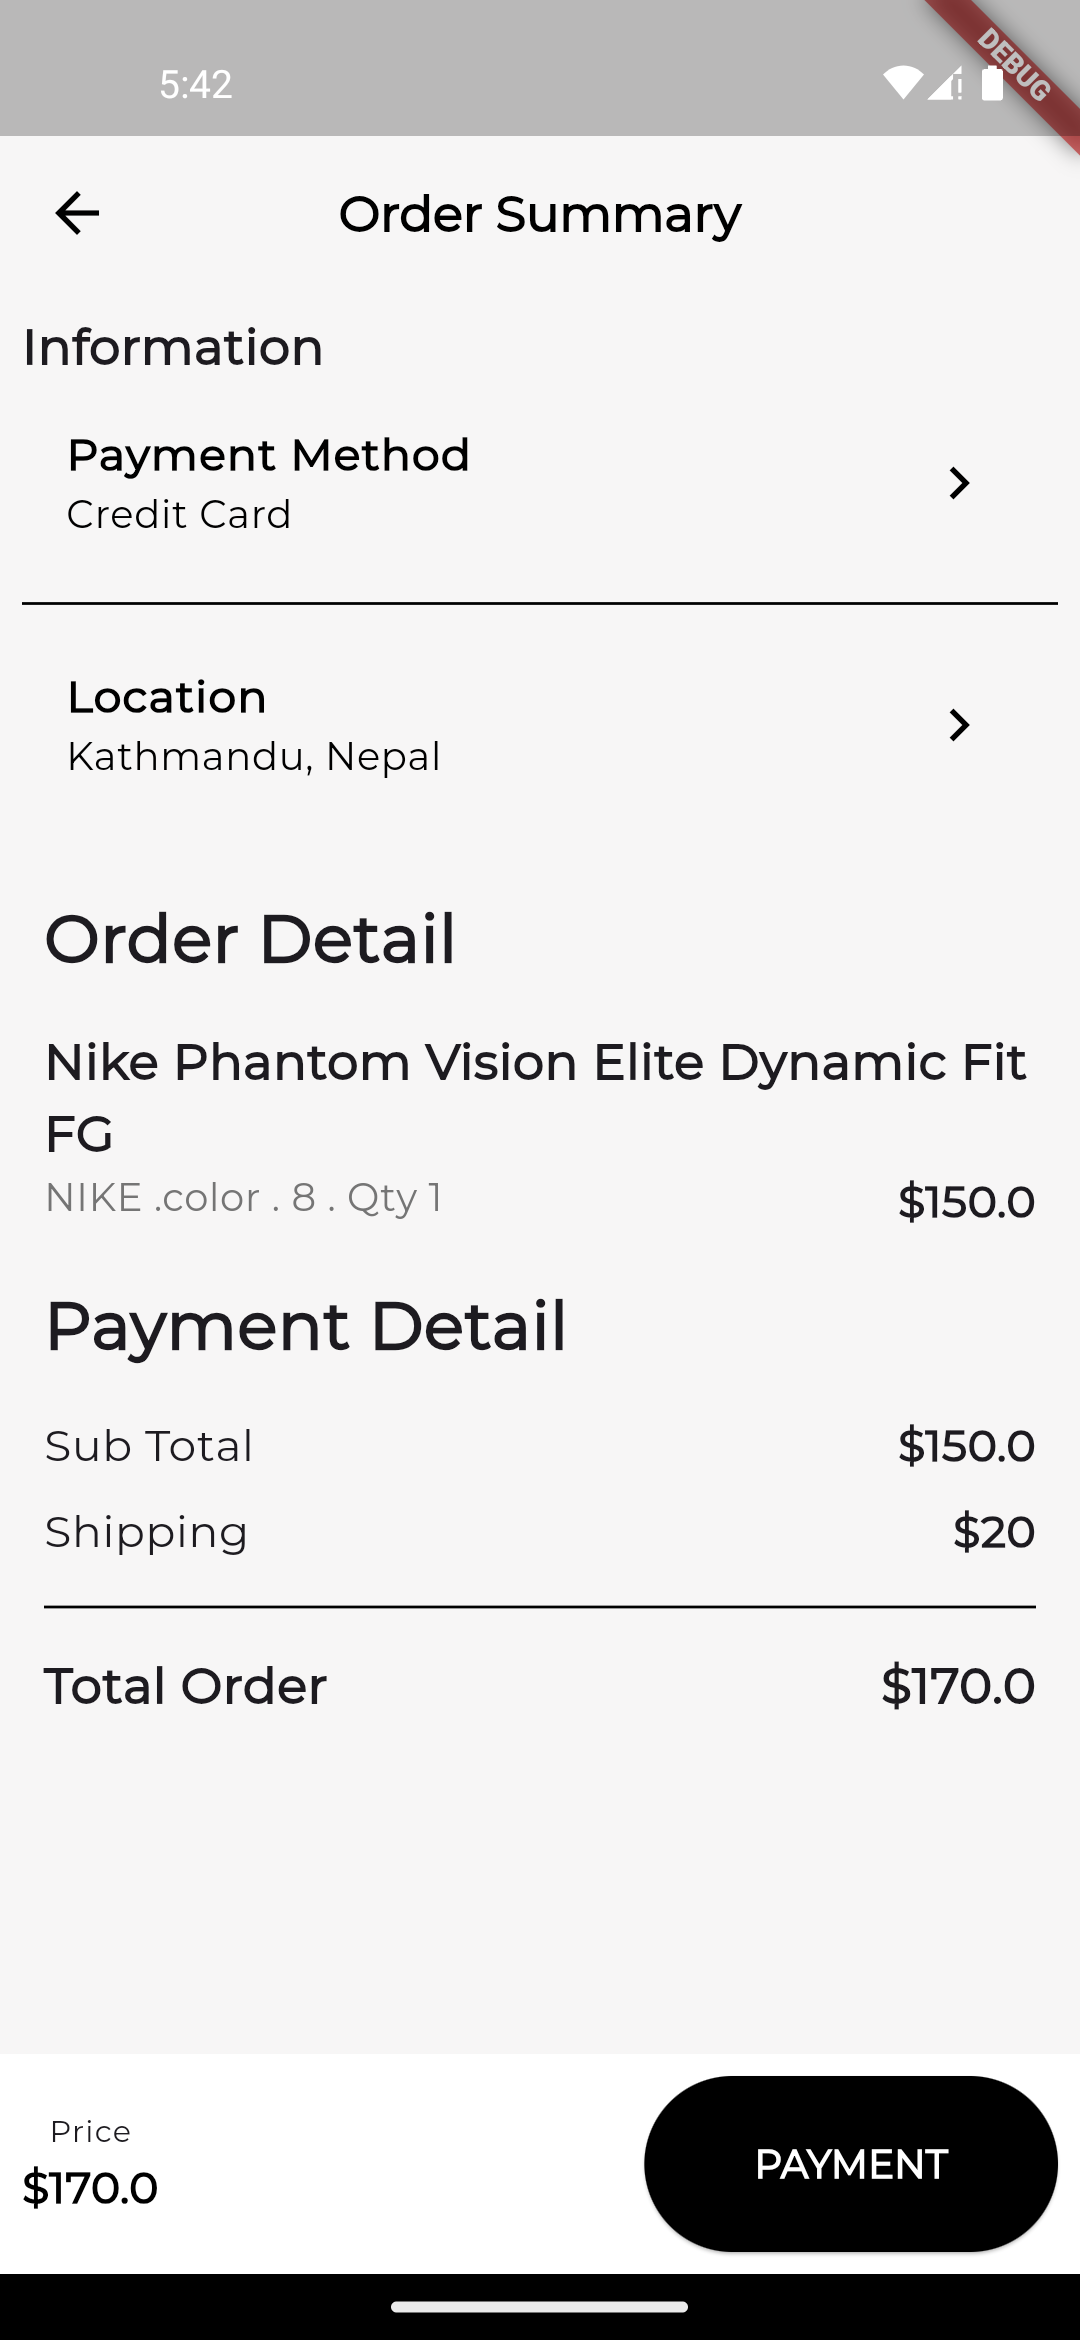 5:42
DEBUG
Order Summary
Information
Payment Method
Credit Card
Location
Kathmandu, Nepal
Order Detail
Nike Phantom Vision Elite Dynamic Fit
FG
NIKE .color . 8 . Qty 1
$150.0
Payment Detail
Sub Total $150.0
Shipping $20
Total Order $170.0
Price
$170.0
PAYMENT